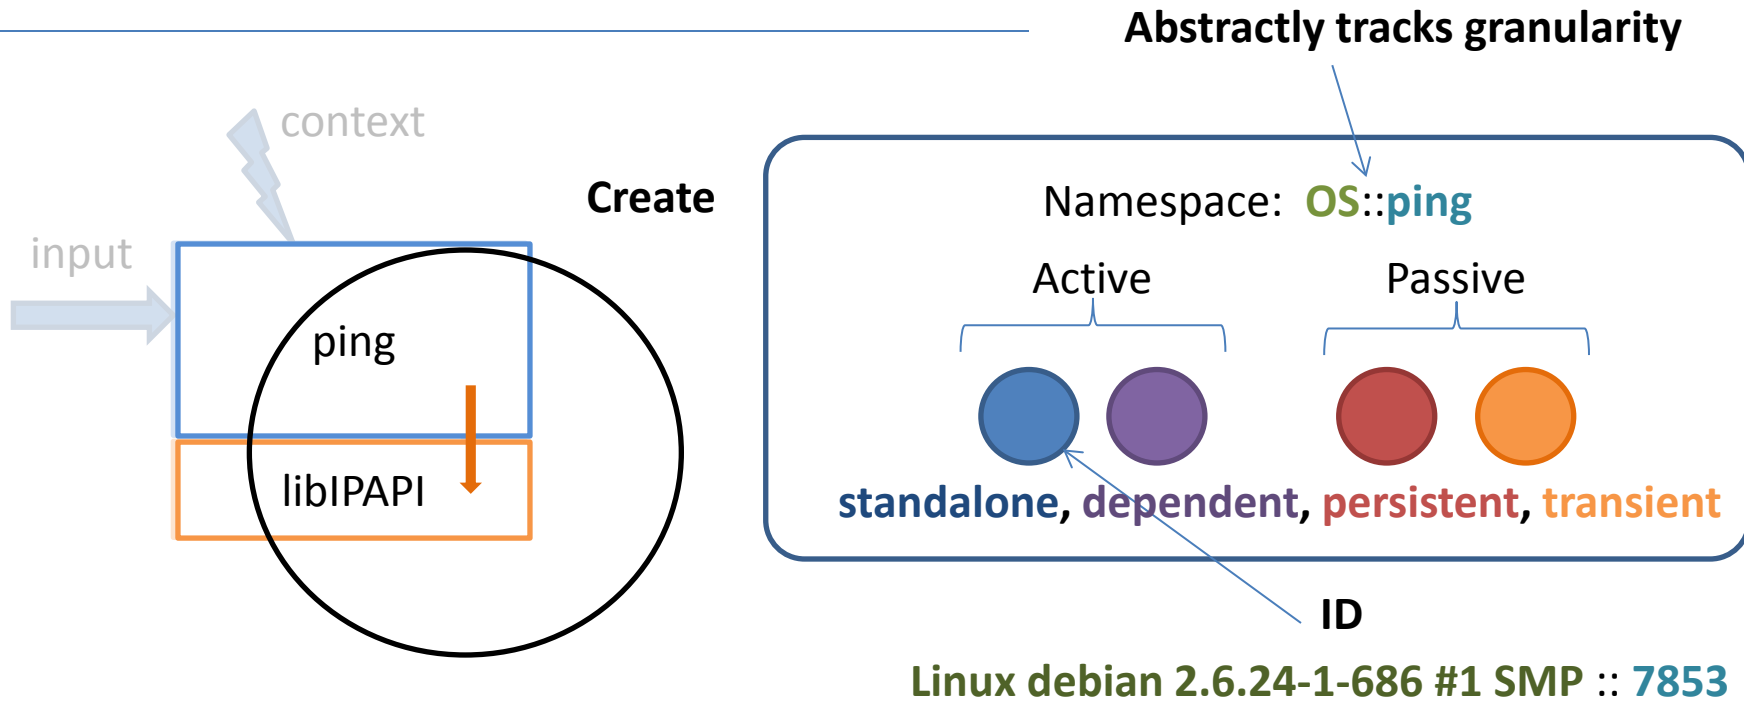 Abstractly tracks granularity
context
Create
Namespace: OS::ping
input
Active
Passive
ping
libIPAPI
standalone, dependent, persistent, transient
ID
Linux debian 2.6.24-1-686 #1 SMP :: 7853